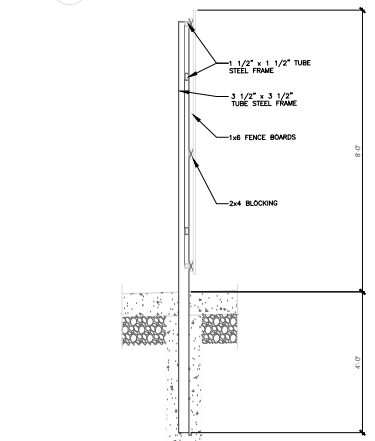 1 1/2" x 1 1/2" TUBE
STEEL FRAME
3 1/2" x 3 1/2"
TUBE STEEL FRAME
1x6 FENCE BOARDS
2x4 BLOCKING
8'0"
4'0"